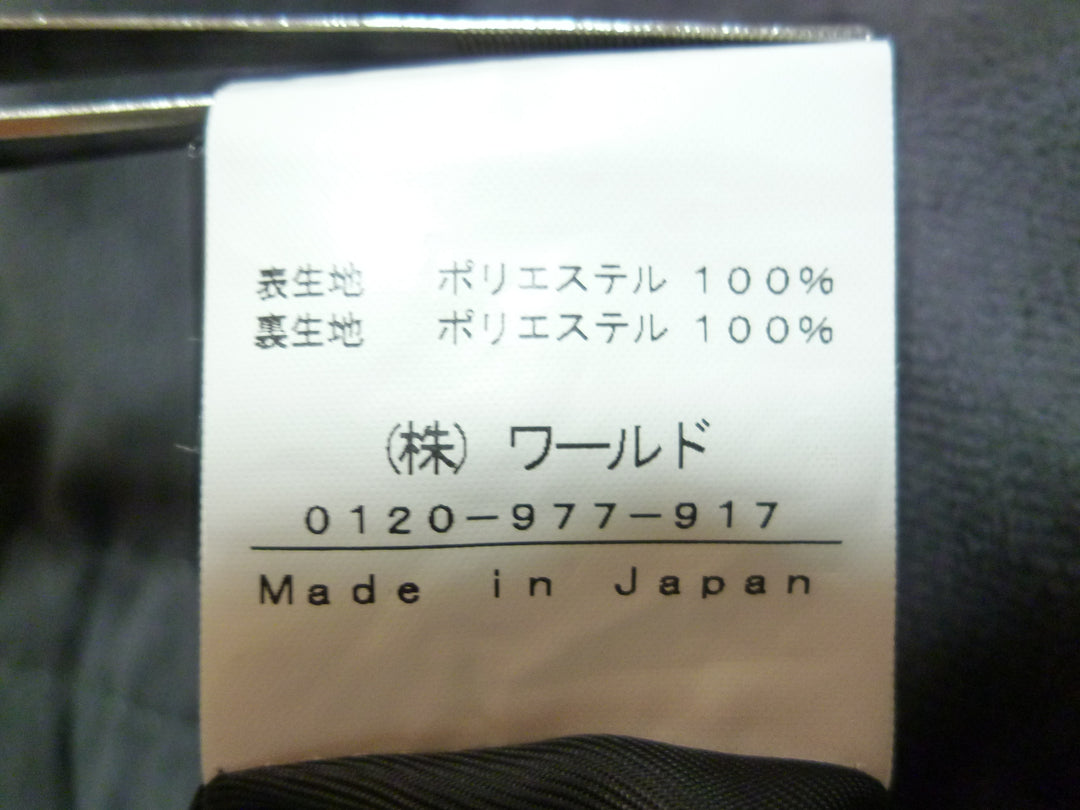 表生地　ポリエステル １００％
裏生地　ポリエステル １００％
㈱ ワールド
０１２０－９７７－９１７
Made in Japan